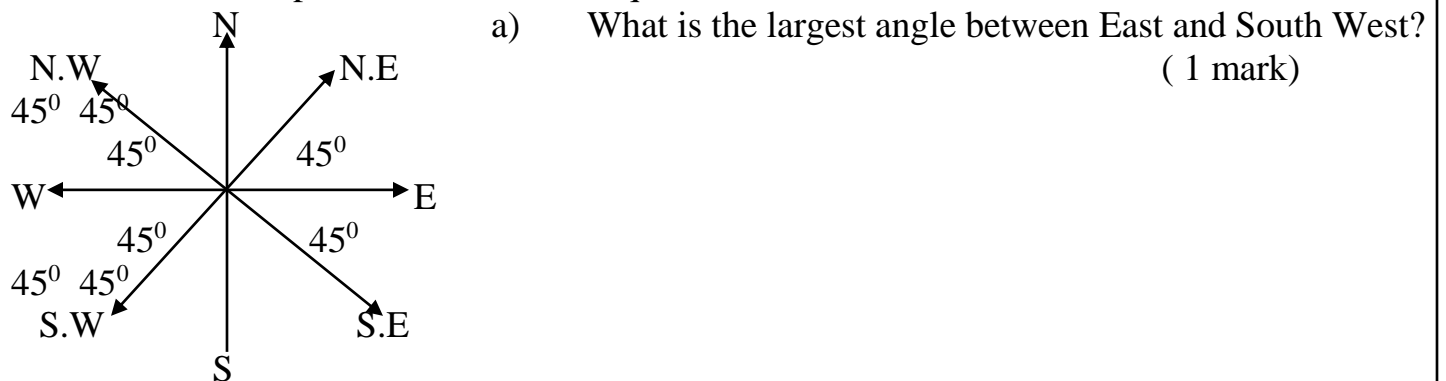 N
a) What is the largest angle between East and South West?
N.W
N.E
( 1 mark)
45⁰ 45⁰
45⁰
45⁰
W
E
45⁰
45⁰
45⁰ 45⁰
S.W
S.E
S